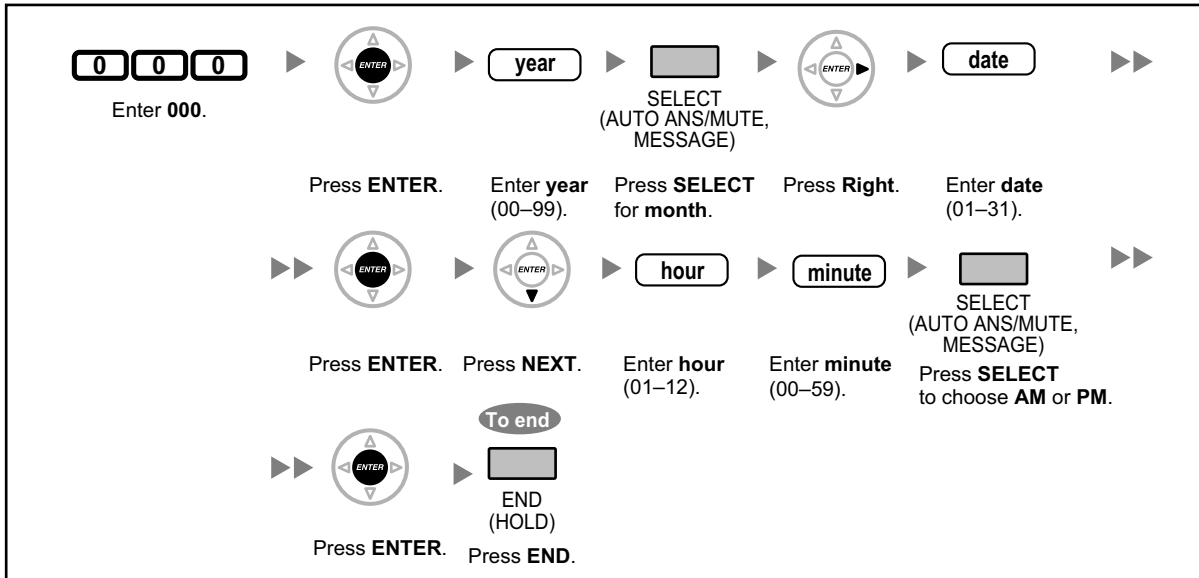 0 0 0
Enter 000.
ENTER
Press ENTER.
year
Enter year
(00–99).
SELECT
(AUTO ANS/MUTE,
MESSAGE)
Press SELECT
for month.
ENTER
Press Right.
date
Enter date
(01–31).
ENTER
Press ENTER.
ENTER
Press NEXT.
hour
Enter hour
(01–12).
minute
Enter minute
(00–59).
SELECT
(AUTO ANS/MUTE,
MESSAGE)
Press SELECT
to choose AM or PM.
ENTER
Press ENTER.
To end
END
(HOLD)
Press END.